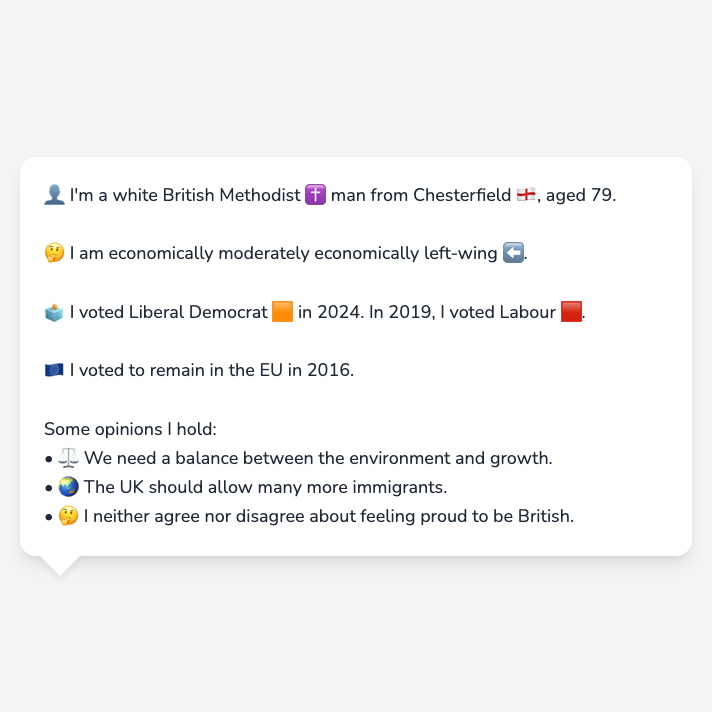 👤 I'm a white British Methodist ✝️ man from Chesterfield 🏴󠁧󠁢󠁥󠁮󠁧󠁿, aged 79.
🤔 I am economically moderately economically left-wing ⬅️.
🗳️ I voted Liberal Democrat 🟧 in 2024. In 2019, I voted Labour 🟥.
🇪🇺 I voted to remain in the EU in 2016.
Some opinions I hold:
• ⚖️ We need a balance between the environment and growth.
• 🌏 The UK should allow many more immigrants.
• 🤔 I neither agree nor disagree about feeling proud to be British.